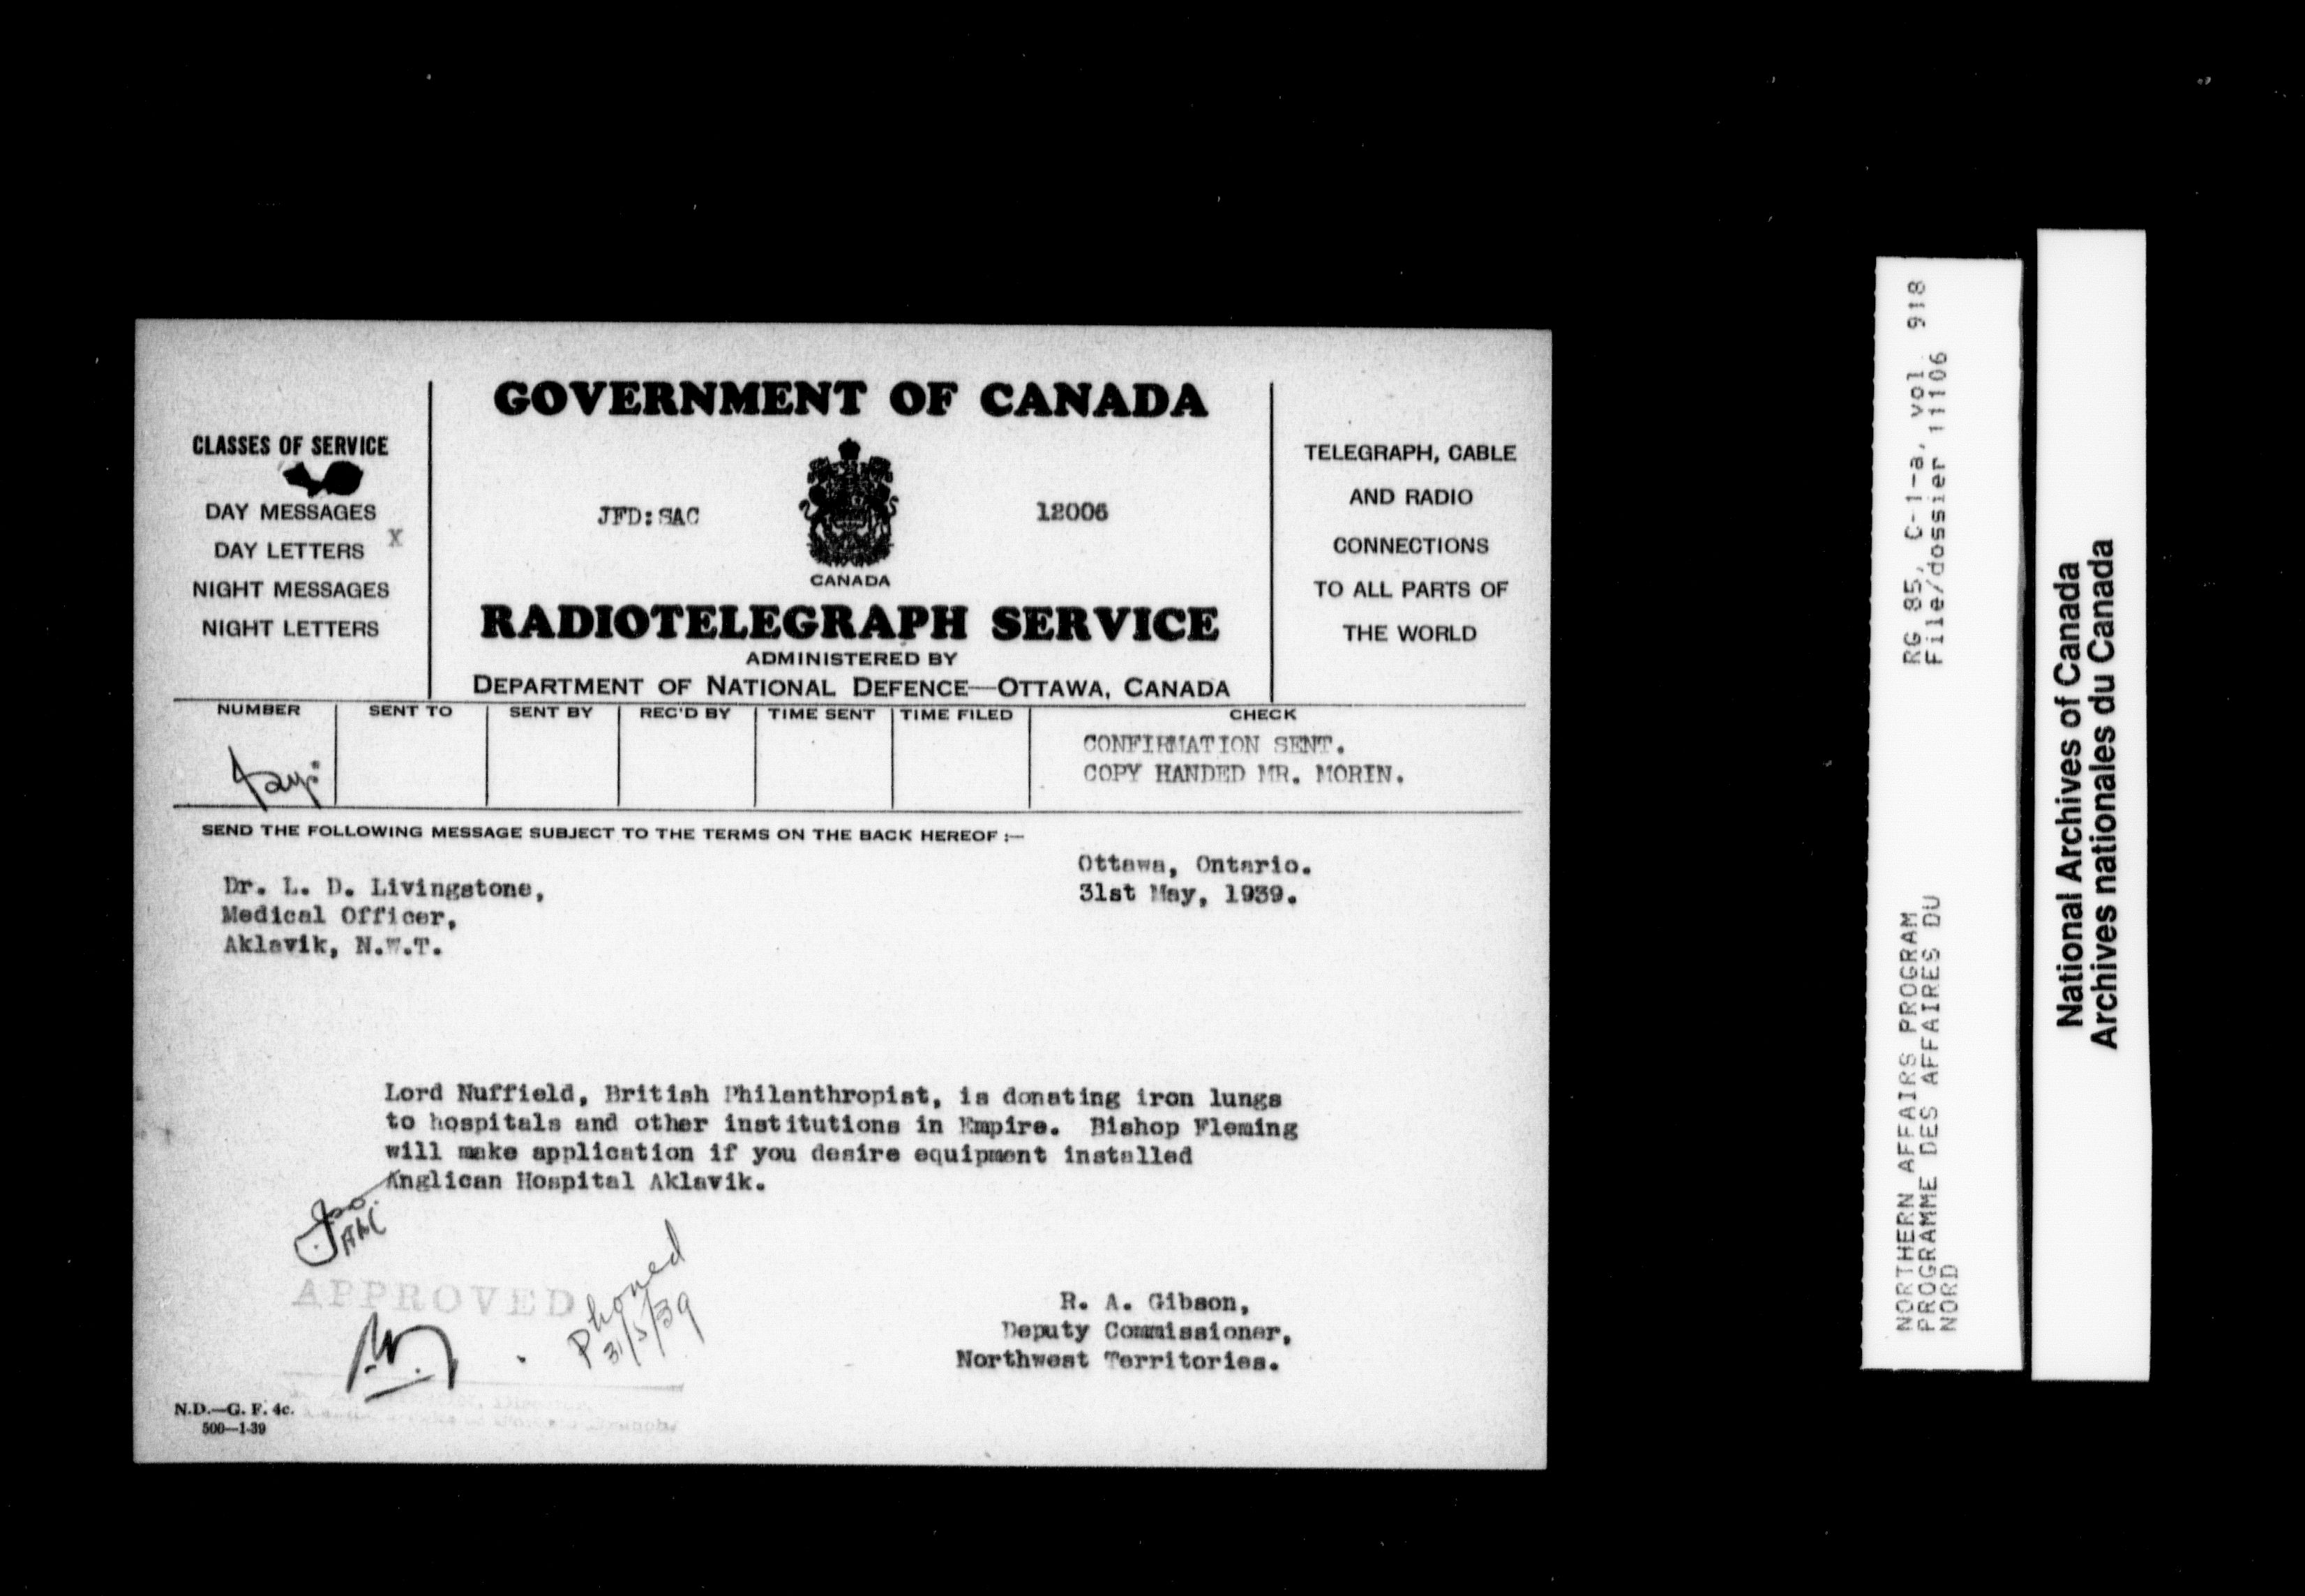 GOVERNMENT OF CANADA
CLASSES OF SERVICE
DAY MESSAGES
DAY LETTERS X
NIGHT MESSAGES
NIGHT LETTERS
JFD:SAC
12006
CANADA
RADIOTELEGRAPH SERVICE
ADMINISTERED BY
DEPARTMENT OF NATIONAL DEFENCE—OTTAWA, CANADA
TELEGRAPH, CABLE
AND RADIO
CONNECTIONS
TO ALL PARTS OF
THE WORLD
NUMBER SENT TO SENT BY REC'D BY TIME SENT TIME FILED CHECK
CONFIRMATION SENT.
COPY HANDED MR. MORIN.
SEND THE FOLLOWING MESSAGE SUBJECT TO THE TERMS ON THE BACK HEREOF :—
Ottawa, Ontario.
31st May, 1939.
Dr. L. D. Livingstone,
Medical Officer,
Aklavik, N.W.T.
Lord Nuffield, British Philanthropist, is donating iron lungs
to hospitals and other institutions in Empire. Bishop Fleming
will make application if you desire equipment installed
Anglican Hospital Aklavik.
APPROVED
Phoned
31/5/39
R. A. Gibson,
Deputy Commissioner,
Northwest Territories.
N.D.—G. F. 4c.
500—1-39
RG 85, C-1-a, vol. 918
File/dossier 11106
NORTHERN AFFAIRS PROGRAM
PROGRAMME DES AFFAIRES DU
NORD
National Archives of Canada
Archives nationales du Canada